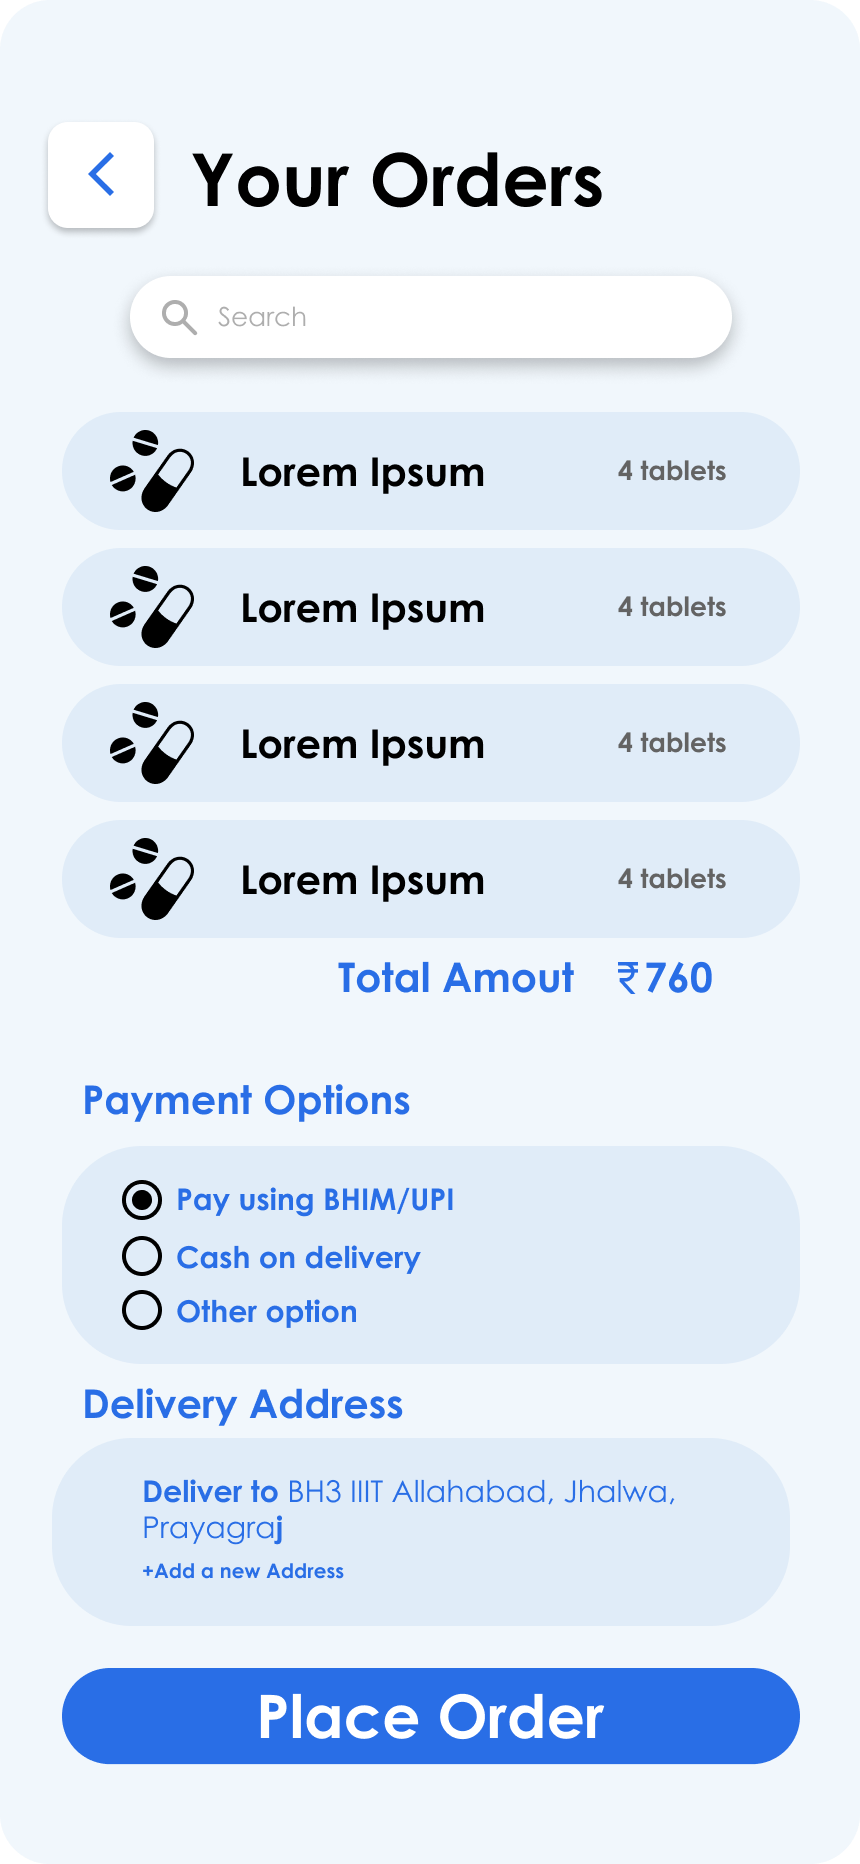 Your Orders
Search
Lorem Ipsum 4 tablets
Lorem Ipsum 4 tablets
Lorem Ipsum 4 tablets
Lorem Ipsum 4 tablets
Total Amout ₹760
Payment Options
Pay using BHIM/UPI
Cash on delivery
Other option
Delivery Address
Deliver to BH3 IIIT Allahabad, Jhalwa,
Prayagraj
+Add a new Address
Place Order